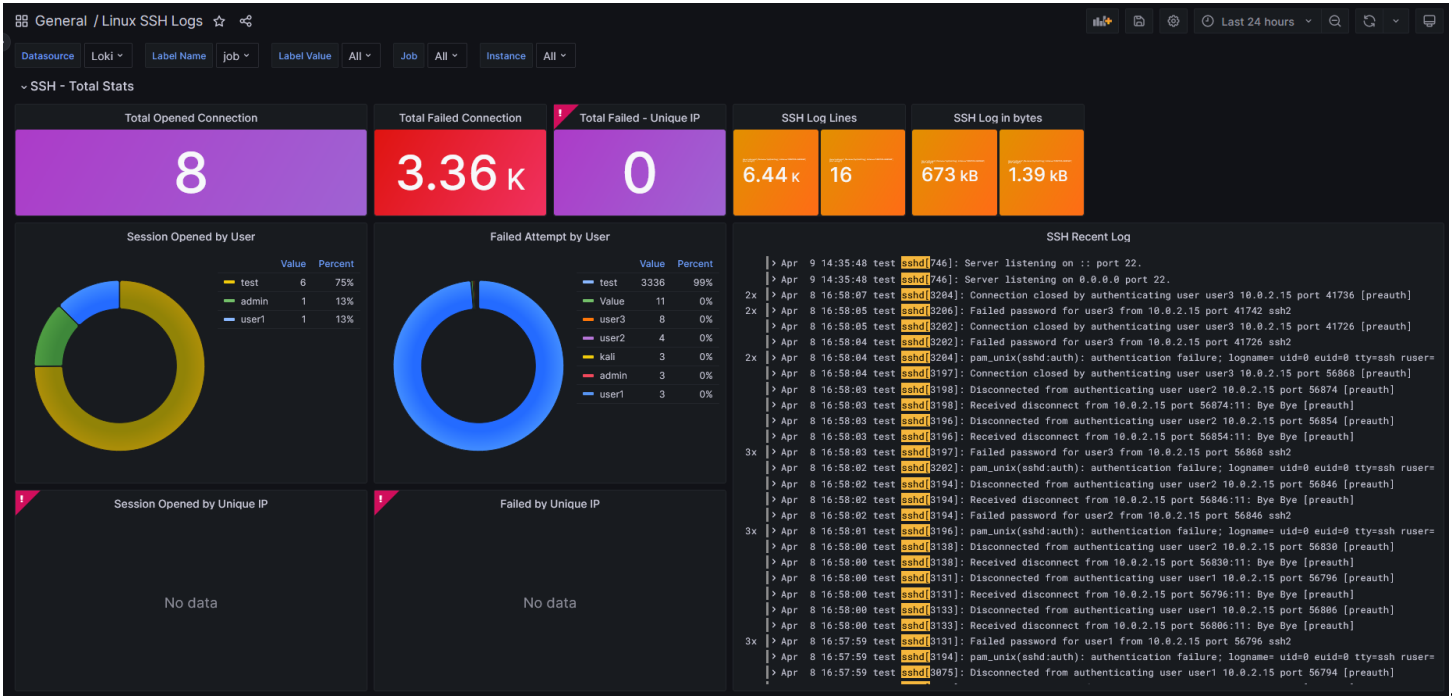 General / Linux SSH Logs
Last 24 hours
Datasource Loki Label Name job Label Value All Job All Instance All
SSH - Total Stats
Total Opened Connection
8
Total Failed Connection
3.36 K
! Total Failed - Unique IP
0
SSH Log Lines
6.44 K 16
SSH Log in bytes
673 kB 1.39 kB
Session Opened by User
Value Percent
test 6 75%
admin 1 13%
user1 1 13%
Failed Attempt by User
Value Percent
test 3336 99%
Value 11 0%
user3 8 0%
user2 4 0%
kali 3 0%
admin 3 0%
user1 3 0%
! Session Opened by Unique IP
No data
! Failed by Unique IP
No data
SSH Recent Log
> Apr 9 14:35:48 test sshd[746]: Server listening on :: port 22.
> Apr 9 14:35:48 test sshd[746]: Server listening on 0.0.0.0 port 22.
2x > Apr 8 16:58:07 test sshd[3204]: Connection closed by authenticating user user3 10.0.2.15 port 41736 [preauth]
2x > Apr 8 16:58:05 test sshd[3206]: Failed password for user3 from 10.0.2.15 port 41742 ssh2
> Apr 8 16:58:05 test sshd[3202]: Connection closed by authenticating user user3 10.0.2.15 port 41726 [preauth]
> Apr 8 16:58:04 test sshd[3202]: Failed password for user3 from 10.0.2.15 port 41726 ssh2
2x > Apr 8 16:58:04 test sshd[3204]: pam_unix(sshd:auth): authentication failure; logname= uid=0 euid=0 tty=ssh ruser=
> Apr 8 16:58:04 test sshd[3197]: Connection closed by authenticating user user3 10.0.2.15 port 56868 [preauth]
> Apr 8 16:58:03 test sshd[3198]: Disconnected from authenticating user user2 10.0.2.15 port 56874 [preauth]
> Apr 8 16:58:03 test sshd[3198]: Received disconnect from 10.0.2.15 port 56874:11: Bye Bye [preauth]
> Apr 8 16:58:03 test sshd[3196]: Disconnected from authenticating user user2 10.0.2.15 port 56854 [preauth]
> Apr 8 16:58:03 test sshd[3196]: Received disconnect from 10.0.2.15 port 56854:11: Bye Bye [preauth]
3x > Apr 8 16:58:03 test sshd[3197]: Failed password for user3 from 10.0.2.15 port 56868 ssh2
> Apr 8 16:58:02 test sshd[3202]: pam_unix(sshd:auth): authentication failure; logname= uid=0 euid=0 tty=ssh ruser=
> Apr 8 16:58:02 test sshd[3194]: Disconnected from authenticating user user2 10.0.2.15 port 56846 [preauth]
> Apr 8 16:58:02 test sshd[3194]: Received disconnect from 10.0.2.15 port 56846:11: Bye Bye [preauth]
> Apr 8 16:58:02 test sshd[3194]: Failed password for user2 from 10.0.2.15 port 56846 ssh2
3x > Apr 8 16:58:01 test sshd[3196]: pam_unix(sshd:auth): authentication failure; logname= uid=0 euid=0 tty=ssh ruser=
> Apr 8 16:58:00 test sshd[3138]: Disconnected from authenticating user user2 10.0.2.15 port 56830 [preauth]
> Apr 8 16:58:00 test sshd[3138]: Received disconnect from 10.0.2.15 port 56830:11: Bye Bye [preauth]
> Apr 8 16:58:00 test sshd[3131]: Disconnected from authenticating user user1 10.0.2.15 port 56796 [preauth]
> Apr 8 16:58:00 test sshd[3131]: Received disconnect from 10.0.2.15 port 56796:11: Bye Bye [preauth]
> Apr 8 16:58:00 test sshd[3133]: Disconnected from authenticating user user1 10.0.2.15 port 56806 [preauth]
> Apr 8 16:58:00 test sshd[3133]: Received disconnect from 10.0.2.15 port 56806:11: Bye Bye [preauth]
3x > Apr 8 16:57:59 test sshd[3131]: Failed password for user1 from 10.0.2.15 port 56796 ssh2
> Apr 8 16:57:59 test sshd[3194]: pam_unix(sshd:auth): authentication failure; logname= uid=0 euid=0 tty=ssh ruser=
> Apr 8 16:57:59 test sshd[3075]: Disconnected from authenticating user user1 10.0.2.15 port 56794 [preauth]